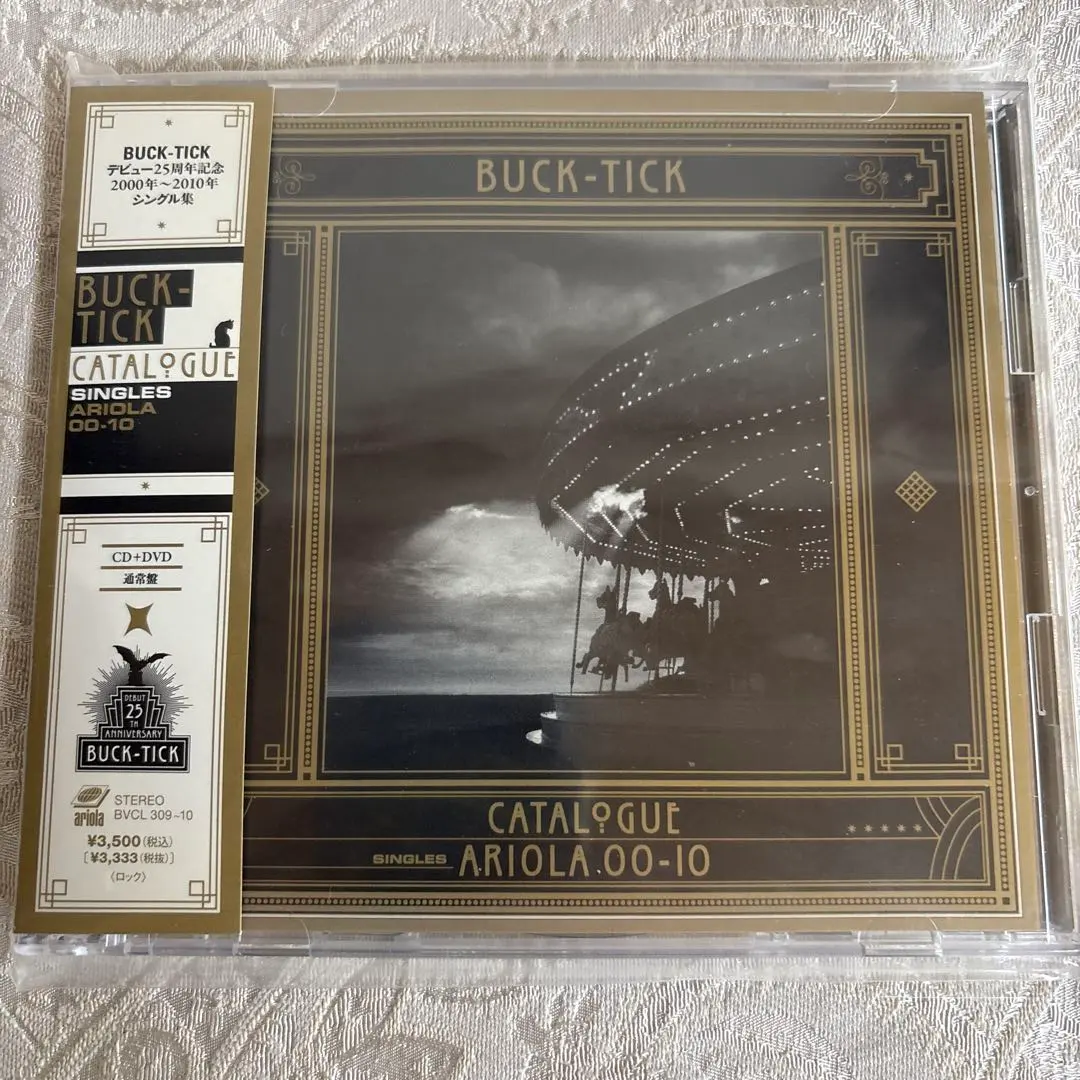 BUCK-TICK
デビュー25周年記念
2000年～2010年
シングル集
BUCK-
TICK
CATALOGUE
SINGLES
ARIOLA
00-10
CD+DVD
通常盤
DEBUT
25
TH
ANNIVERSARY
BUCK-TICK
ariola
STEREO
BVCL 309~10
¥3,500(税込)
[¥3,333(税抜)]
〈ロック〉
BUCK-TICK
CATALOGUE
SINGLES ARIOLA.00-10